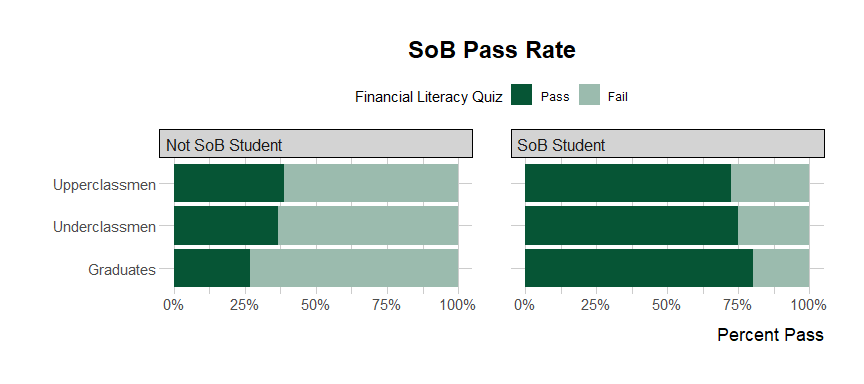 SoB Pass Rate
Financial Literacy Quiz Pass Fail
Not SoB Student SoB Student
Upperclassmen
Underclassmen
Graduates
0% 25% 50% 75% 100% 0% 25% 50% 75% 100%
Percent Pass